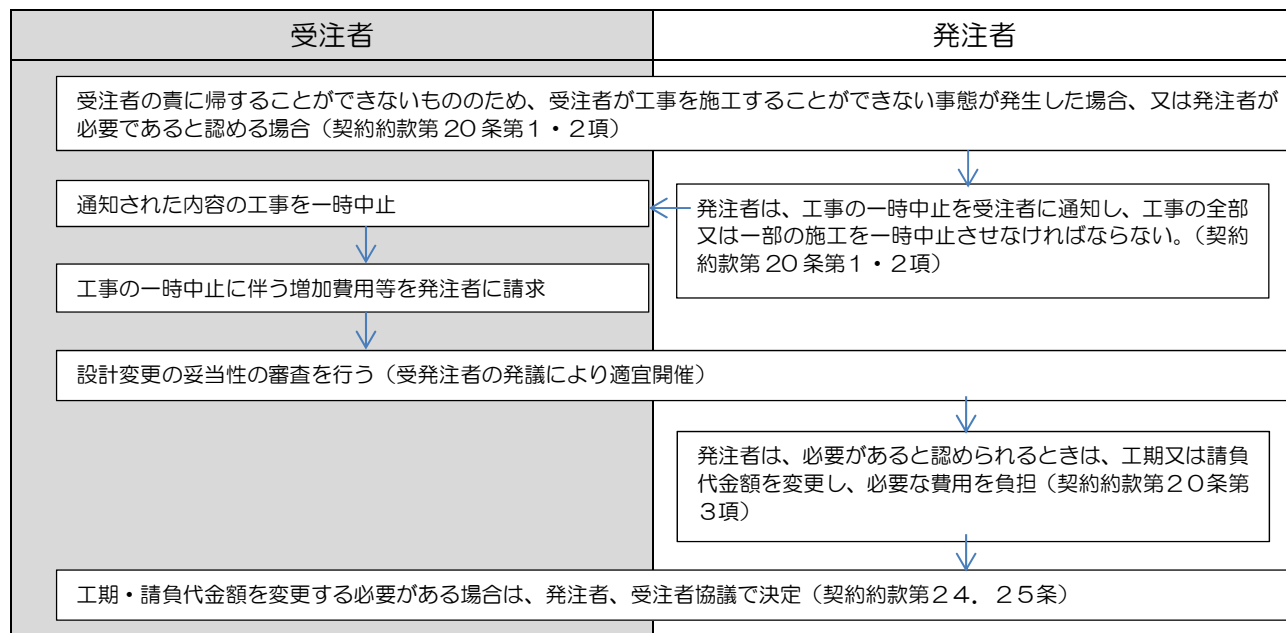 受注者
発注者
受注者の責に帰することができないもののため、受注者が工事を施工することができない事態が発生した場合、又は発注者が
必要であると認める場合（契約約款第20条第１・２項）
通知された内容の工事を一時中止
発注者は、工事の一時中止を受注者に通知し、工事の全部
又は一部の施工を一時中止させなければならない。（契約
約款第20条第１・２項）
工事の一時中止に伴う増加費用等を発注者に請求
設計変更の妥当性の審査を行う（受発注者の発議により適宜開催）
発注者は、必要があると認められるときは、工期又は請負
代金額を変更し、必要な費用を負担（契約約款第２０条第
３項）
工期・請負代金額を変更する必要がある場合は、発注者、受注者協議で決定（契約約款第２４．２５条）